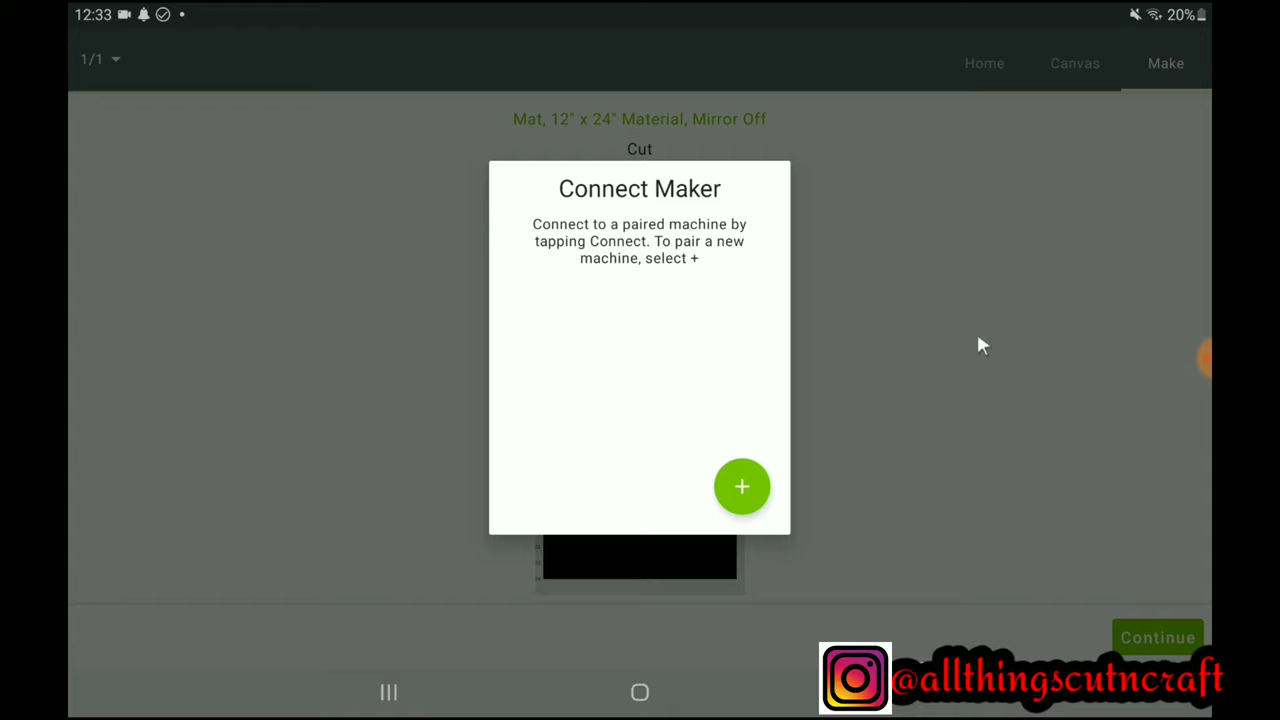 12:33
20%
1/1
Home
Canvas
Make
Mat, 12" x 24" Material, Mirror Off
Cut
Connect Maker
Connect to a paired machine by
tapping Connect. To pair a new
machine, select +
+
Continue
@allthingscutncraft